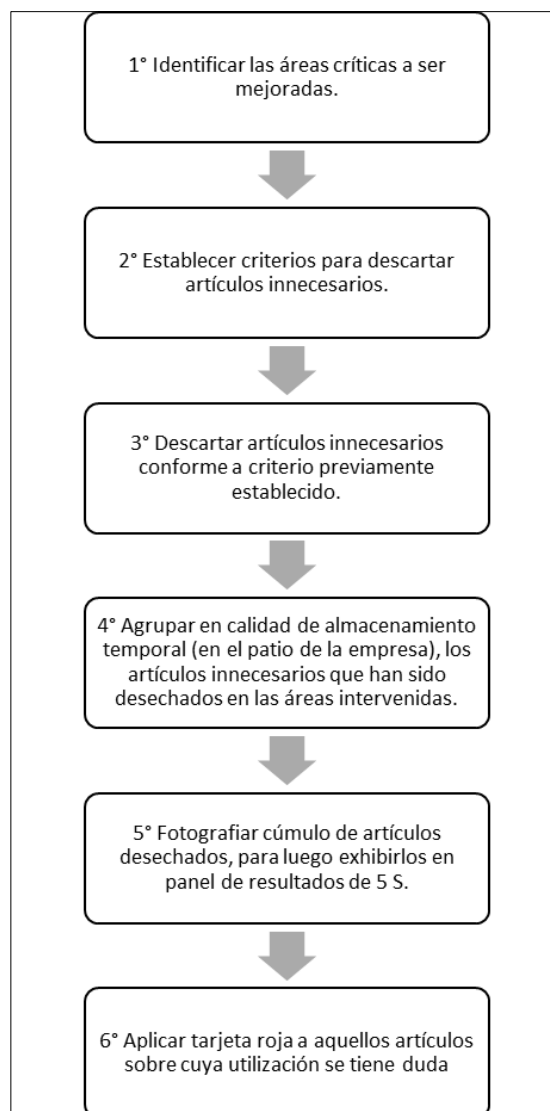 1° Identificar las áreas críticas a ser
mejoradas.
2° Establecer criterios para descartar
artículos innecesarios.
3° Descartar artículos innecesarios
conforme a criterio previamente
establecido.
4° Agrupar en calidad de almacenamiento
temporal (en el patio de la empresa), los
artículos innecesarios que han sido
desechados en las áreas intervenidas.
5° Fotografiar cúmulo de artículos
desechados, para luego exhibirlos en
panel de resultados de 5 S.
6° Aplicar tarjeta roja a aquellos artículos
sobre cuya utilización se tiene duda